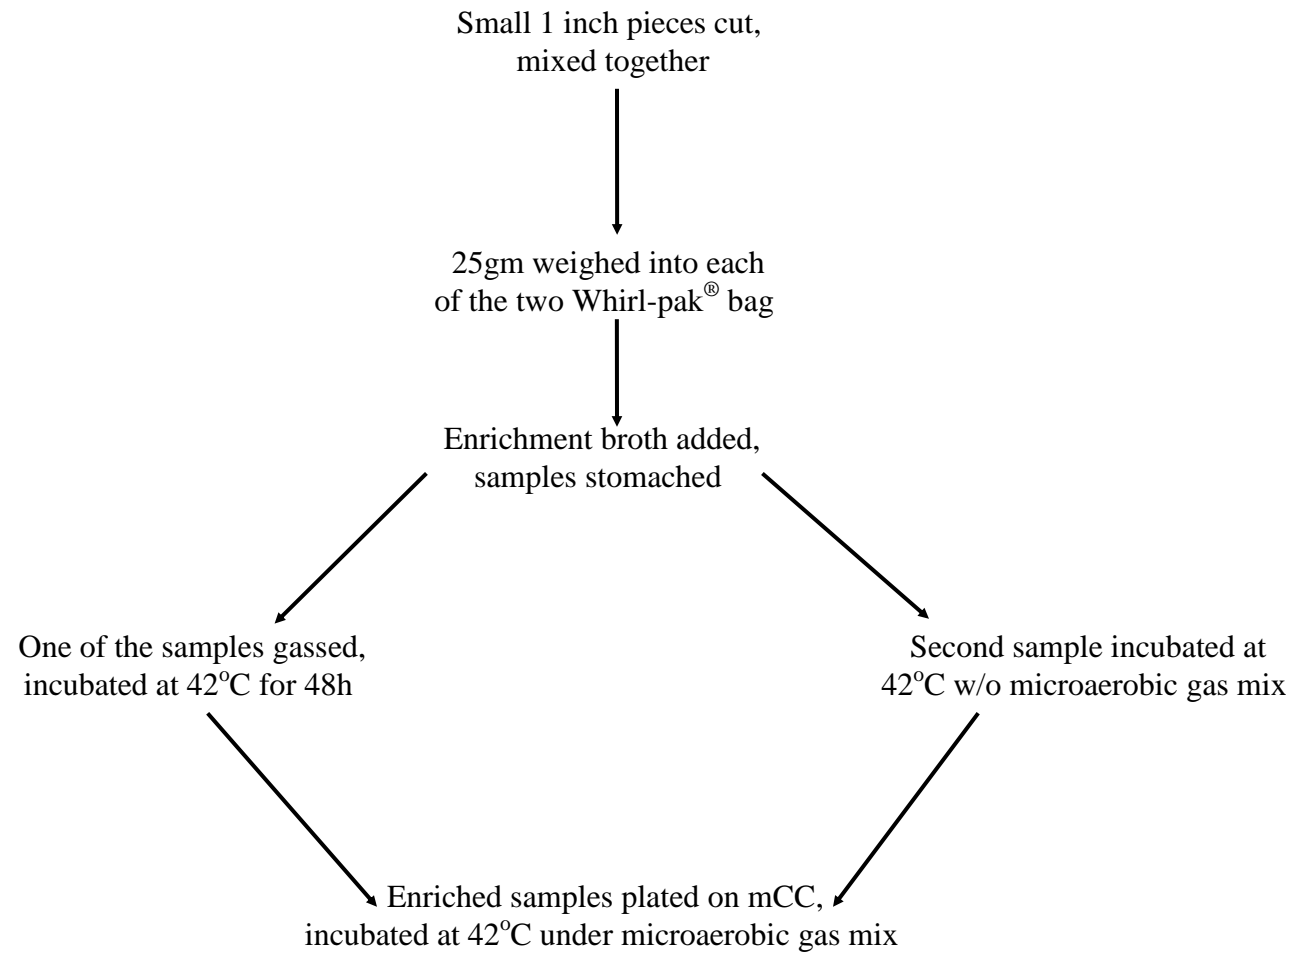 Small 1 inch pieces cut,
mixed together
25gm weighed into each
of the two Whirl-pak® bag
Enrichment broth added,
samples stomached
One of the samples gassed,
incubated at 42°C for 48h
Second sample incubated at
42°C w/o microaerobic gas mix
Enriched samples plated on mCC,
incubated at 42°C under microaerobic gas mix